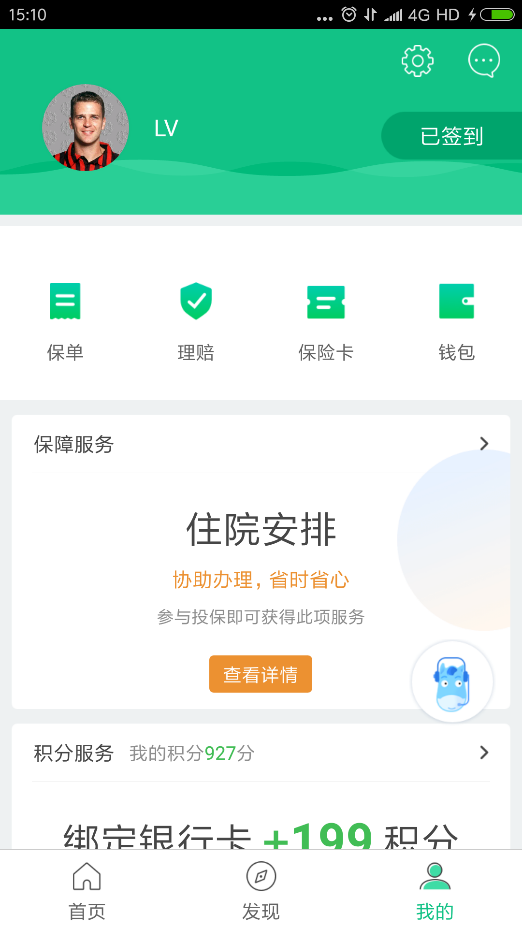 15:10
4G HD
LV
已签到
保单
理赔
保险卡
钱包
保障服务
住院安排
协助办理，省时省心
参与投保即可获得此项服务
查看详情
积分服务 我的积分927分
绑定银行卡 +199 积分
首页
发现
我的